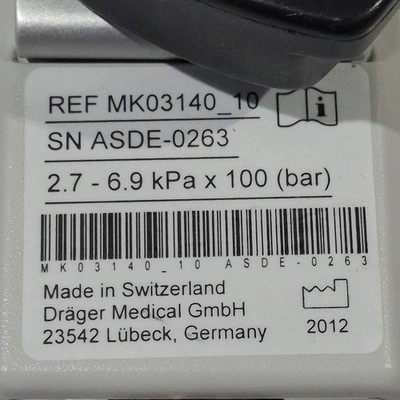 REF MK03140_10
SN ASDE-0263
2.7 - 6.9 kPa x 100 (bar)
MK03140_10 ASDE-0263
Made in Switzerland
Dräger Medical GmbH
23542 Lübeck, Germany
2012